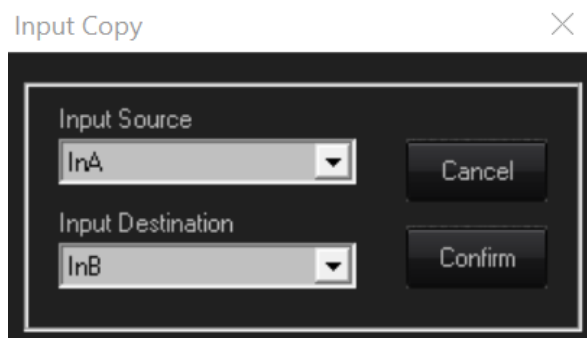 Input Copy
Input Source
InA
Cancel
Input Destination
InB
Confirm